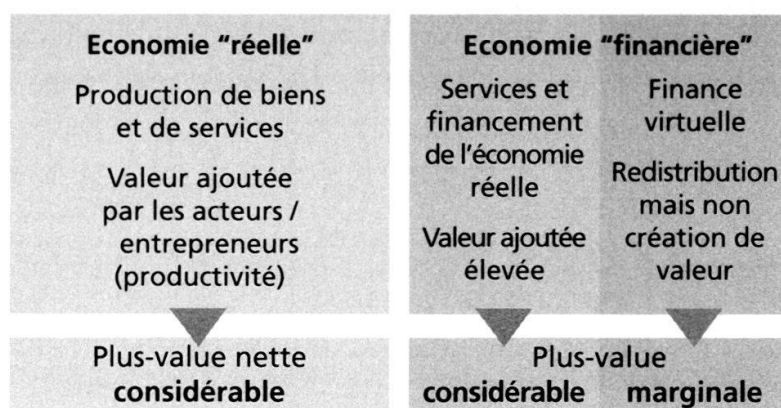 Economie “réelle”
Production de biens
et de services
Valeur ajoutée
par les acteurs /
entrepreneurs
(productivité)
Plus-value nette
considérable
Economie “financière”
Services et
financement
de l’économie
réelle
Valeur ajoutée
élevée
Finance
virtuelle
Redistribution
mais non
création de
valeur
Plus-value
considérable marginale